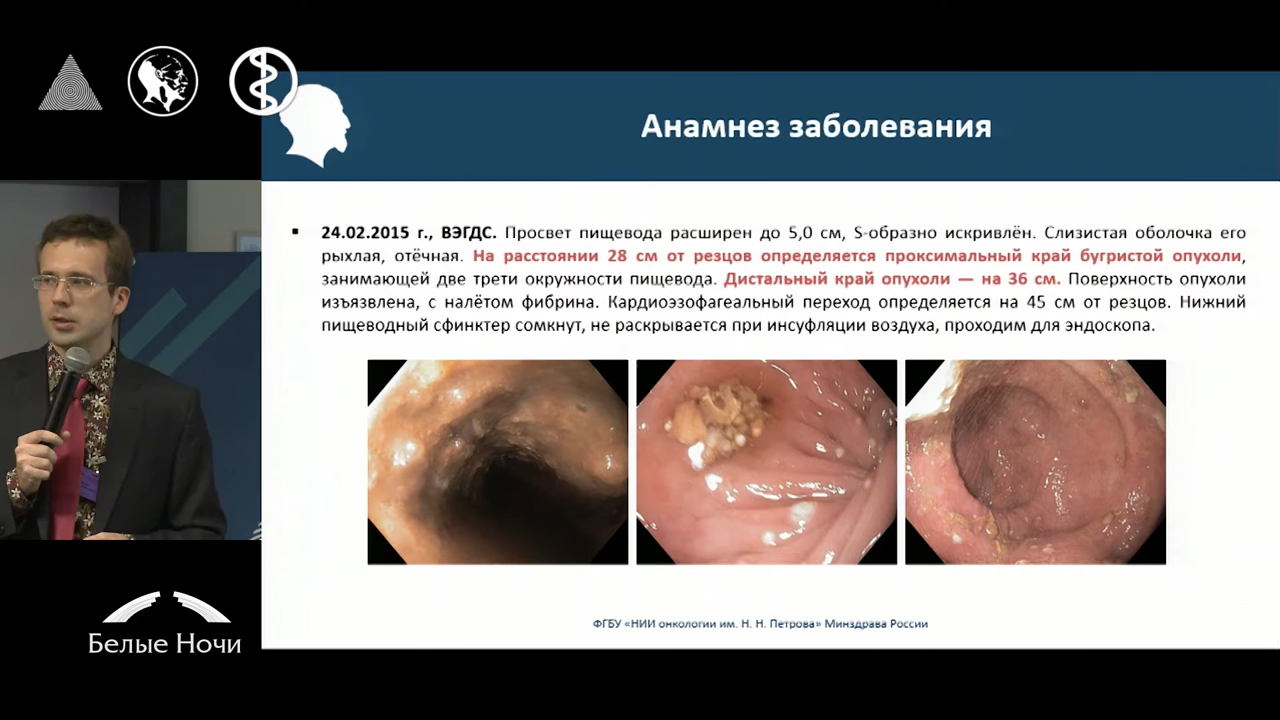 Анамнез заболевания
▪ 24.02.2015 г., ВЭГДС. Просвет пищевода расширен до 5,0 см, S-образно искривлён. Слизистая оболочка его
рыхлая, отёчная. На расстоянии 28 см от резцов определяется проксимальный край бугристой опухоли,
занимающей две трети окружности пищевода. Дистальный край опухоли — на 36 см. Поверхность опухоли
изъязвлена, с налётом фибрина. Кардиоэзофагеальный переход определяется на 45 см от резцов. Нижний
пищеводный сфинктер сомкнут, не раскрывается при инсуфляции воздуха, проходим для эндоскопа.
ФГБУ «НИИ онкологии им. Н. Н. Петрова» Минздрава России
Белые Ночи